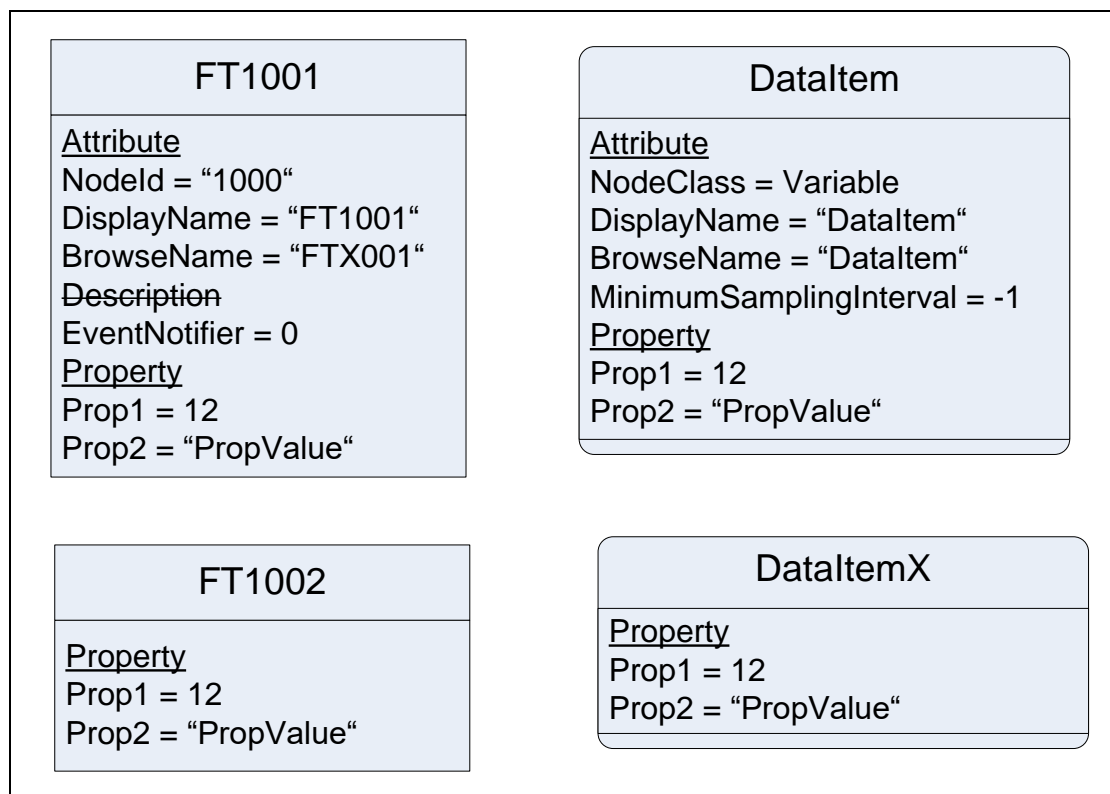 FT1001
Attribute
NodeId = “1000“
DisplayName = “FT1001“
BrowseName = “FTX001“
Description
EventNotifier = 0
Property
Prop1 = 12
Prop2 = “PropValue“
DataItem
Attribute
NodeClass = Variable
DisplayName = “DataItem“
BrowseName = “DataItem“
MinimumSamplingInterval = -1
Property
Prop1 = 12
Prop2 = “PropValue“
FT1002
Property
Prop1 = 12
Prop2 = “PropValue“
DataItemX
Property
Prop1 = 12
Prop2 = “PropValue“